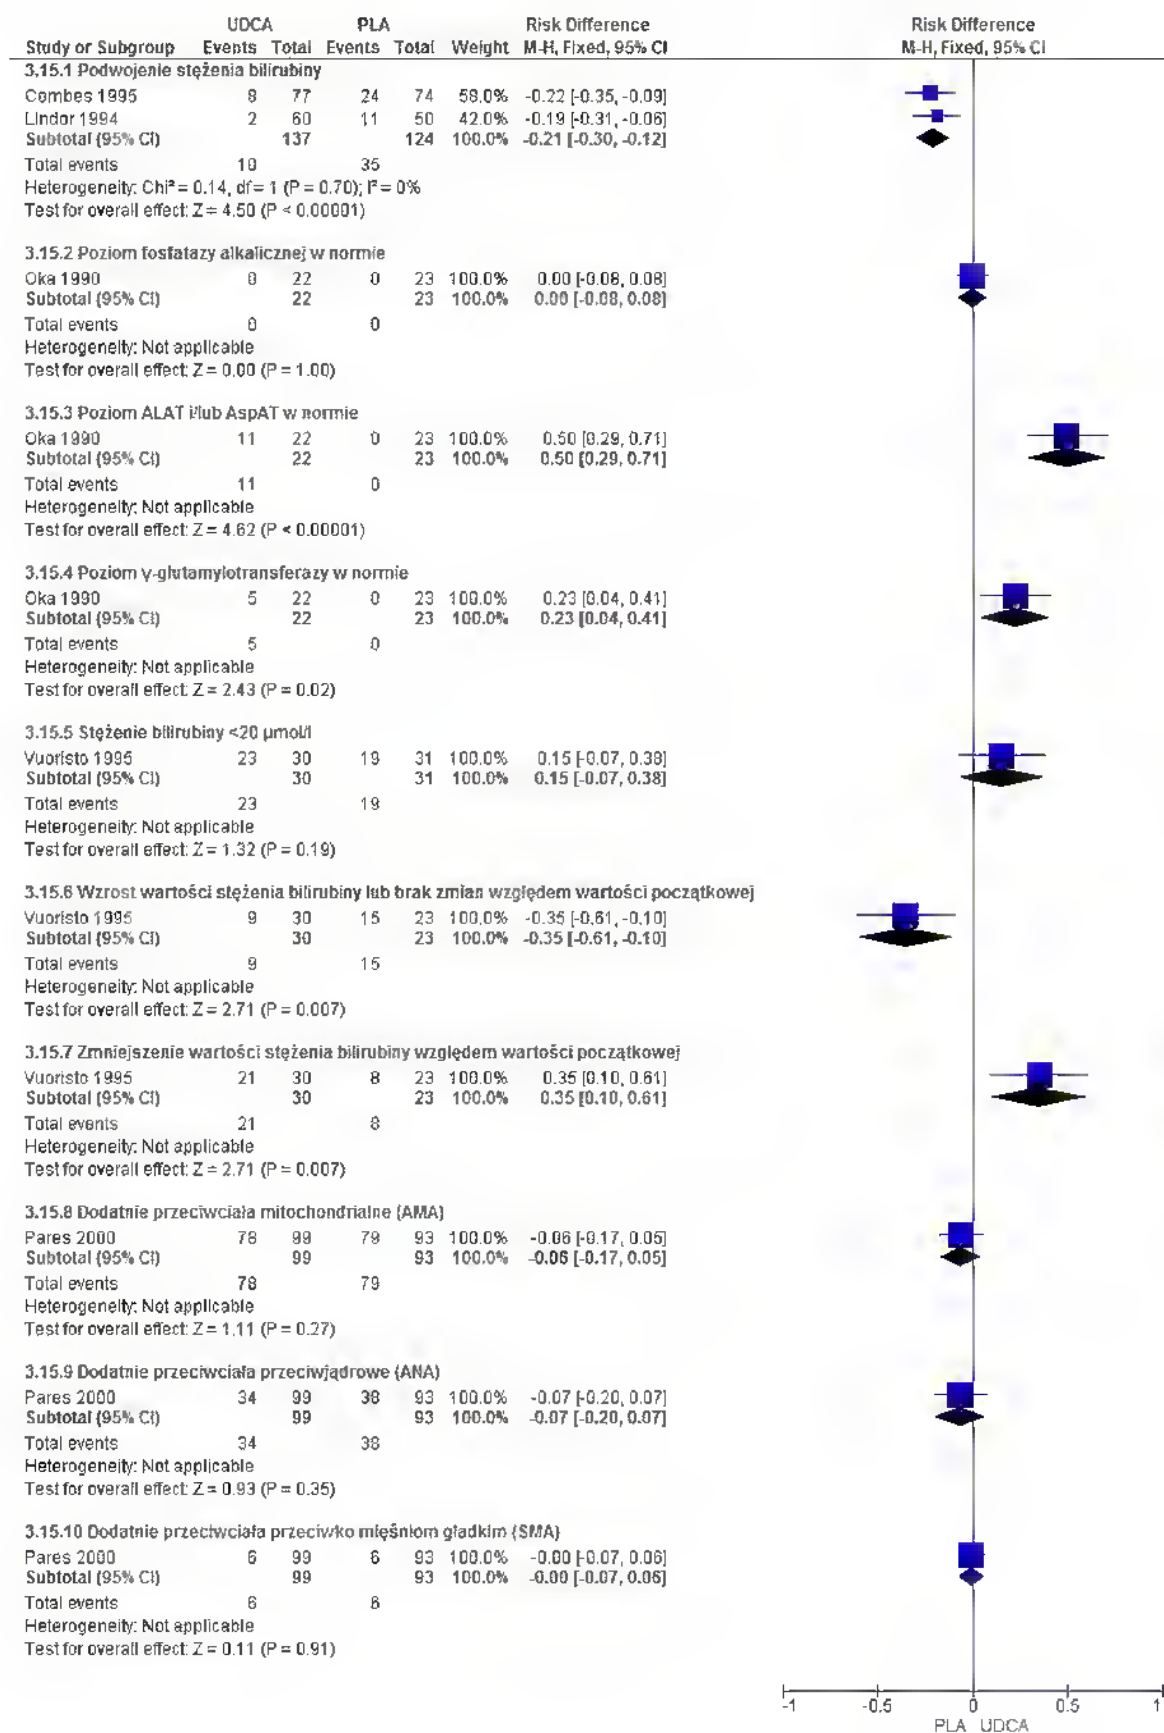 UDCA PLA Risk Difference Risk Difference
Study or Subgroup Events Total Events Total Weight M-H, Fixed, 95% CI M-H, Fixed, 95% CI
3.15.1 Podwojenie stężenia bilirubiny
Combes 1995 8 77 24 74 58.0% -0.22 [-0.35, -0.09]
Lindor 1994 2 60 11 50 42.0% -0.19 [-0.31, -0.06]
Subtotal (95% CI) 137 124 100.0% -0.21 [-0.30, -0.12]
Total events 10 35
Heterogeneity: Chi² = 0.14, df = 1 (P = 0.70); I² = 0%
Test for overall effect: Z = 4.50 (P < 0.00001)
3.15.2 Poziom fosfatazy alkalicznej w normie
Oka 1990 0 22 0 23 100.0% 0.00 [-0.08, 0.08]
Subtotal (95% CI) 22 23 100.0% 0.00 [-0.08, 0.08]
Total events 0 0
Heterogeneity: Not applicable
Test for overall effect: Z = 0.00 (P = 1.00)
3.15.3 Poziom ALAT i/lub AspAT w normie
Oka 1990 11 22 0 23 100.0% 0.50 [0.29, 0.71]
Subtotal (95% CI) 22 23 100.0% 0.50 [0.29, 0.71]
Total events 11 0
Heterogeneity: Not applicable
Test for overall effect: Z = 4.62 (P < 0.00001)
3.15.4 Poziom γ-glutamylotransferazy w normie
Oka 1990 5 22 0 23 100.0% 0.23 [0.04, 0.41]
Subtotal (95% CI) 22 23 100.0% 0.23 [0.04, 0.41]
Total events 5 0
Heterogeneity: Not applicable
Test for overall effect: Z = 2.43 (P = 0.02)
3.15.5 Stężenie bilirubiny <20 µmol/l
Vuoristo 1995 23 30 19 31 100.0% 0.15 [-0.07, 0.38]
Subtotal (95% CI) 30 31 100.0% 0.15 [-0.07, 0.38]
Total events 23 19
Heterogeneity: Not applicable
Test for overall effect: Z = 1.32 (P = 0.19)
3.15.6 Wzrost wartości stężenia bilirubiny lub brak zmian względem wartości początkowej
Vuoristo 1995 9 30 15 23 100.0% -0.35 [-0.61, -0.10]
Subtotal (95% CI) 30 23 100.0% -0.35 [-0.61, -0.10]
Total events 9 15
Heterogeneity: Not applicable
Test for overall effect: Z = 2.71 (P = 0.007)
3.15.7 Zmniejszenie wartości stężenia bilirubiny względem wartości początkowej
Vuoristo 1995 21 30 8 23 100.0% 0.35 [0.10, 0.61]
Subtotal (95% CI) 30 23 100.0% 0.35 [0.10, 0.61]
Total events 21 8
Heterogeneity: Not applicable
Test for overall effect: Z = 2.71 (P = 0.007)
3.15.8 Dodatnie przeciwciała mitochondrialne (AMA)
Pares 2000 78 99 79 93 100.0% -0.06 [-0.17, 0.05]
Subtotal (95% CI) 99 93 100.0% -0.06 [-0.17, 0.05]
Total events 78 79
Heterogeneity: Not applicable
Test for overall effect: Z = 1.11 (P = 0.27)
3.15.9 Dodatnie przeciwciała przeciwjądrowe (ANA)
Pares 2000 34 99 38 93 100.0% -0.07 [-0.20, 0.07]
Subtotal (95% CI) 99 93 100.0% -0.07 [-0.20, 0.07]
Total events 34 38
Heterogeneity: Not applicable
Test for overall effect: Z = 0.93 (P = 0.35)
3.15.10 Dodatnie przeciwciała przeciwko mięśniom gładkim (SMA)
Pares 2000 6 99 6 93 100.0% -0.00 [-0.07, 0.06]
Subtotal (95% CI) 99 93 100.0% -0.00 [-0.07, 0.06]
Total events 6 6
Heterogeneity: Not applicable
Test for overall effect: Z = 0.11 (P = 0.91)
-1 -0.5 0 0.5 1
PLA UDCA